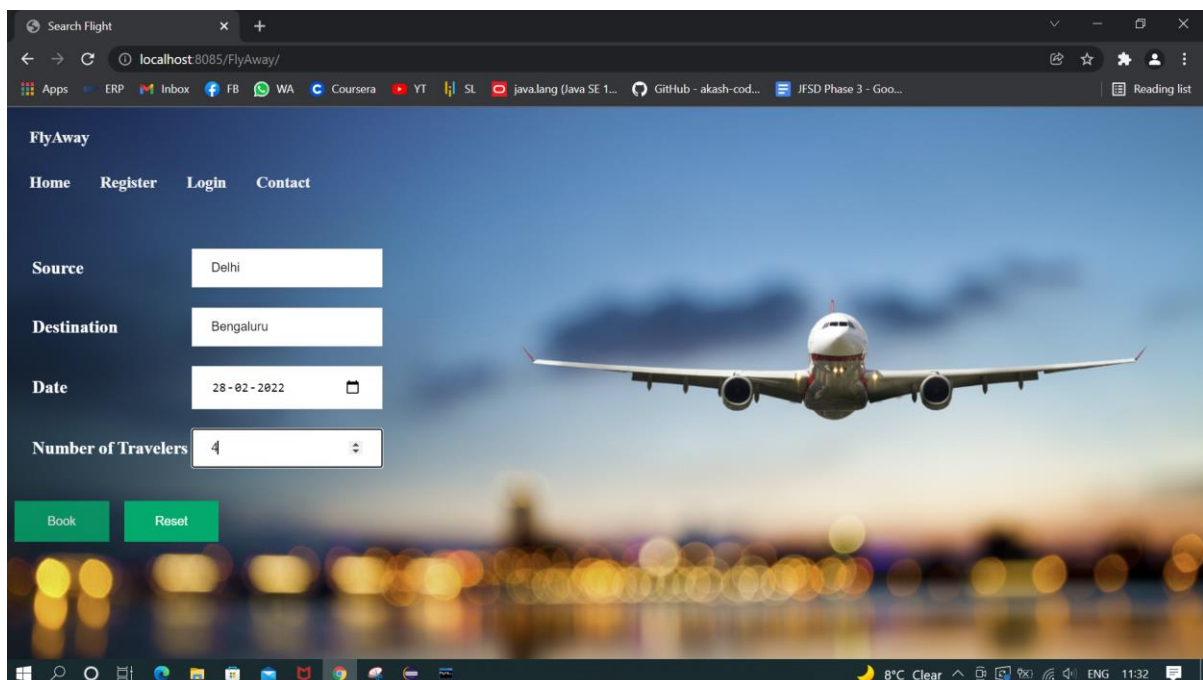 Search Flight
localhost:8085/FlyAway/
Apps ERP Inbox FB WA Coursera YT SL java.lang (Java SE 1... GitHub - akash-cod... JFSD Phase 3 - Goo... Reading list
FlyAway
Home Register Login Contact
Source Delhi
Destination Bengaluru
Date 28-02-2022
Number of Travelers 4
Book Reset
8°C Clear ENG 11:32